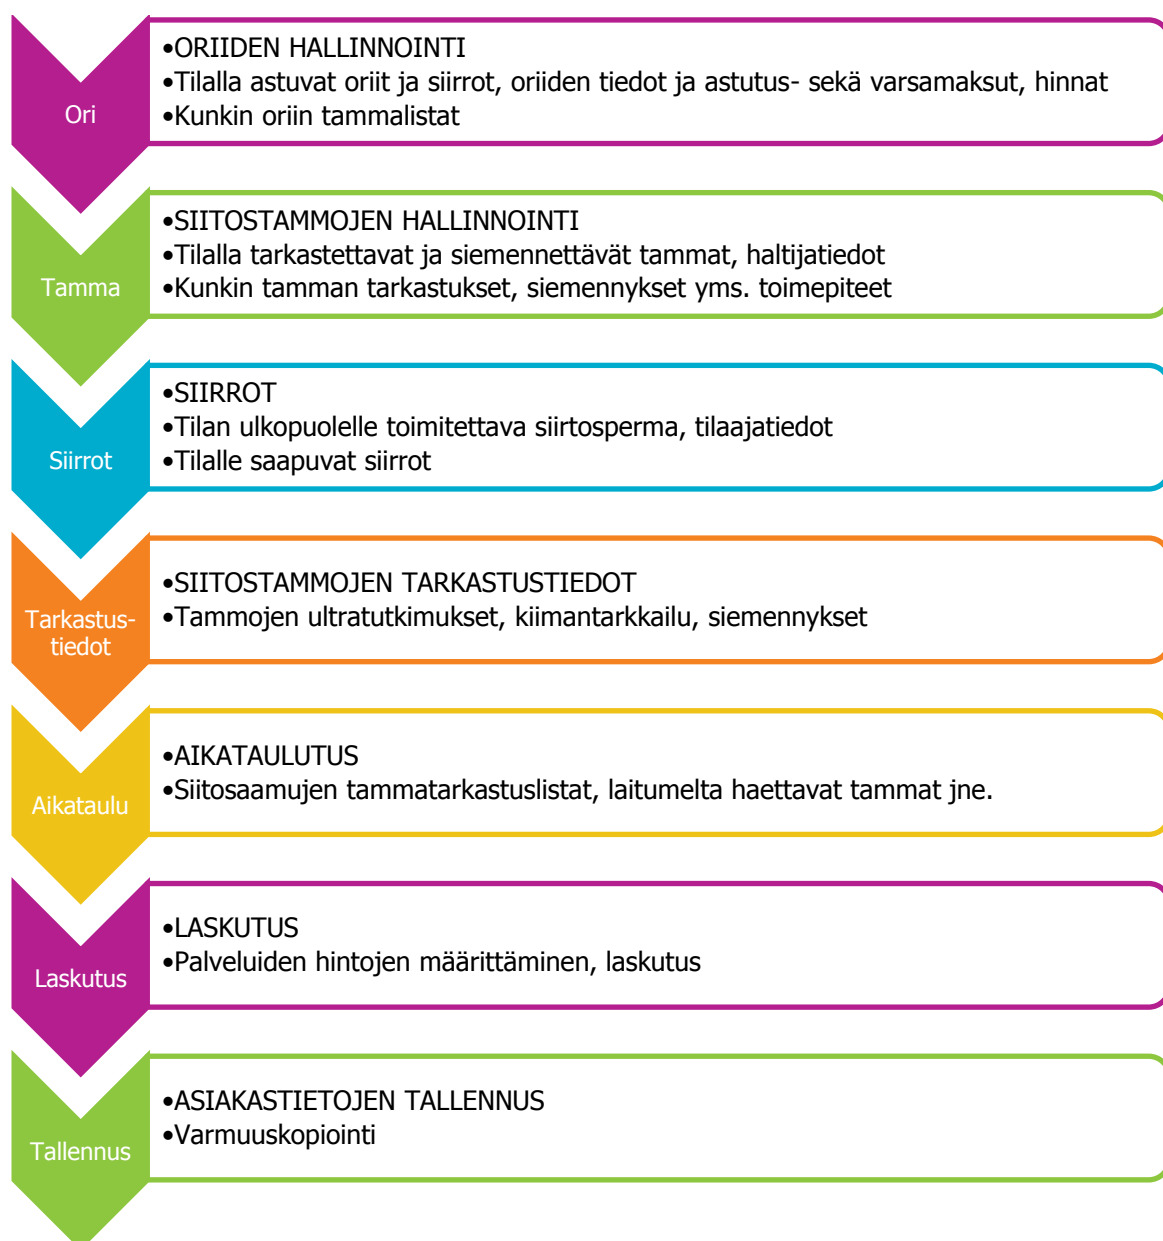 Ori
•ORIIDEN HALLINNOINTI
•Tilalla astuvat oriit ja siirrot, oriiden tiedot ja astutus- sekä varsamaksut, hinnat
•Kunkin oriin tammalistat
Tamma
•SIITOSTAMMOJEN HALLINNOINTI
•Tilalla tarkastettavat ja siemennettävät tammat, haltijatiedot
•Kunkin tamman tarkastukset, siemennykset yms. toimepiteet
Siirrot
•SIIRROT
•Tilan ulkopuolelle toimitettava siirtosperma, tilaajatiedot
•Tilalle saapuvat siirrot
Tarkastus-
tiedot
•SIITOSTAMMOJEN TARKASTUSTIEDOT
•Tammojen ultratutkimukset, kiimantarkkailu, siemennykset
Aikataulu
•AIKATAULUTUS
•Siitosaamujen tammatarkastuslistat, laitumelta haettavat tammat jne.
Laskutus
•LASKUTUS
•Palveluiden hintojen määrittäminen, laskutus
Tallennus
•ASIAKASTIETOJEN TALLENNUS
•Varmuuskopiointi